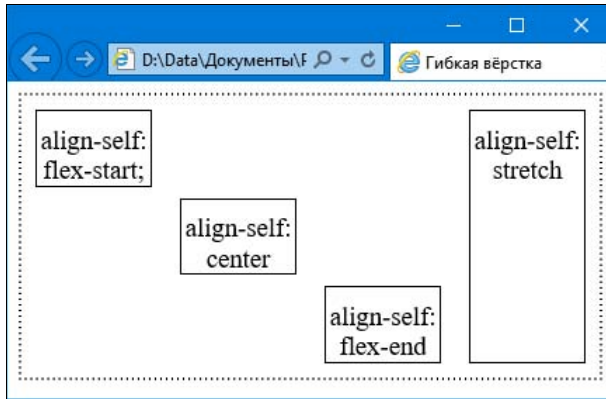 D:\Data\Документы\F
Гибкая вёрстка
align-self:
flex-start;
align-self:
center
align-self:
flex-end
align-self:
stretch